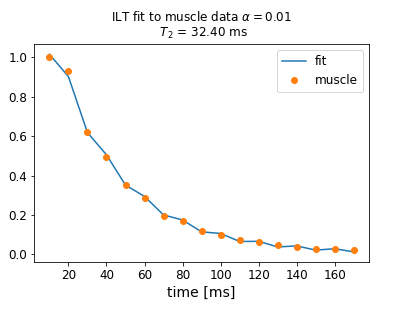 ILT fit to muscle data α = 0.01
T₂ = 32.40 ms
fit
muscle
1.0
0.8
0.6
0.4
0.2
0.0
20 40 60 80 100 120 140 160
time [ms]